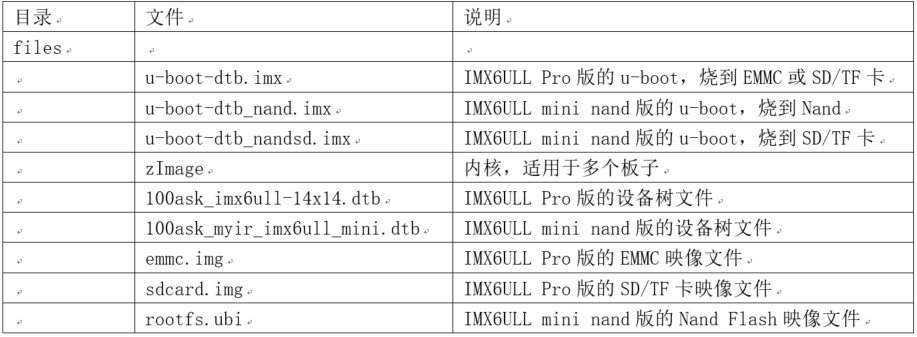 目录 文件 说明
files
u-boot-dtb.imx IMX6ULL Pro 版的 u-boot，烧到 EMMC 或 SD/TF 卡
u-boot-dtb_nand.imx IMX6ULL mini nand 版的 u-boot，烧到 Nand
u-boot-dtb_nandsd.imx IMX6ULL mini nand 版的 u-boot，烧到 SD/TF 卡
zImage 内核，适用于多个板子
100ask_imx6ull-14x14.dtb IMX6ULL Pro 版的设备树文件
100ask_myir_imx6ull_mini.dtb IMX6ULL mini nand 版的设备树文件
emmc.img IMX6ULL Pro 版的 EMMC 映像文件
sdcard.img IMX6ULL Pro 版的 SD/TF 卡映像文件
rootfs.ubi IMX6ULL mini nand 版的 Nand Flash 映像文件